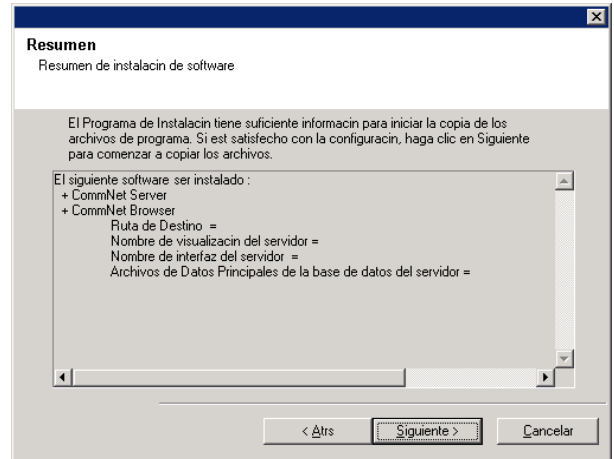 Resumen
Resumen de instalacin de software
El Programa de Instalacin tiene suficiente informacin para iniciar la copia de los
archivos de programa. Si est satisfecho con la configuracin, haga clic en Siguiente
para comenzar a copiar los archivos.
El siguiente software ser instalado :
+ CommNet Server
+ CommNet Browser
Ruta de Destino =
Nombre de visualizacin del servidor =
Nombre de interfaz del servidor =
Archivos de Datos Principales de la base de datos del servidor =
< Atrs
Siguiente >
Cancelar